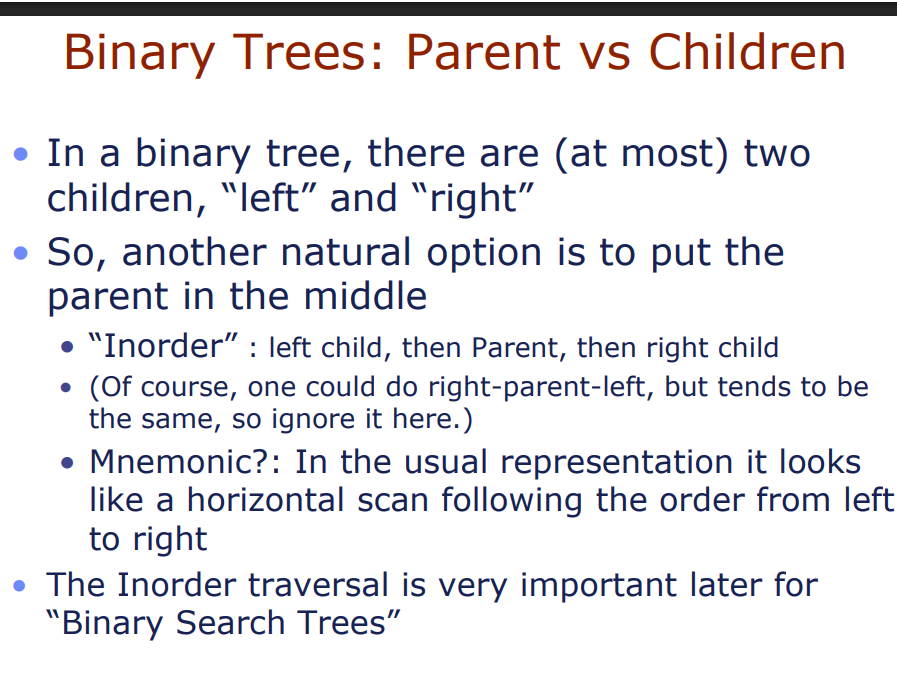 Binary Trees: Parent vs Children
• In a binary tree, there are (at most) two
children, “left” and “right”
• So, another natural option is to put the
parent in the middle
• “Inorder” : left child, then Parent, then right child
• (Of course, one could do right-parent-left, but tends to be
the same, so ignore it here.)
• Mnemonic?: In the usual representation it looks
like a horizontal scan following the order from left
to right
• The Inorder traversal is very important later for
“Binary Search Trees”